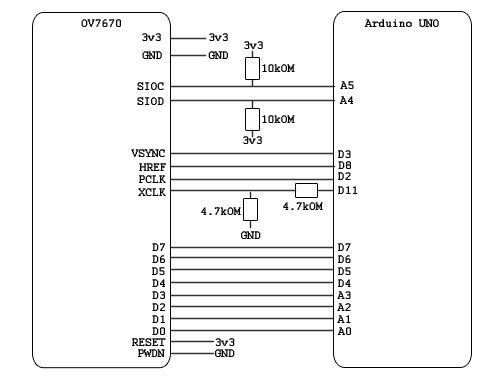 OV7670 Arduino UNO
3v3 3v3
GND GND
3v3
10kOM
SIOC A5
SIOD A4
10kOM
3v3
VSYNC D3
HREF D8
PCLK D2
XCLK D11
4.7kOM 4.7kOM
GND
D7 D7
D6 D6
D5 D5
D4 D4
D3 A3
D2 A2
D1 A1
D0 A0
RESET 3v3
PWDN GND